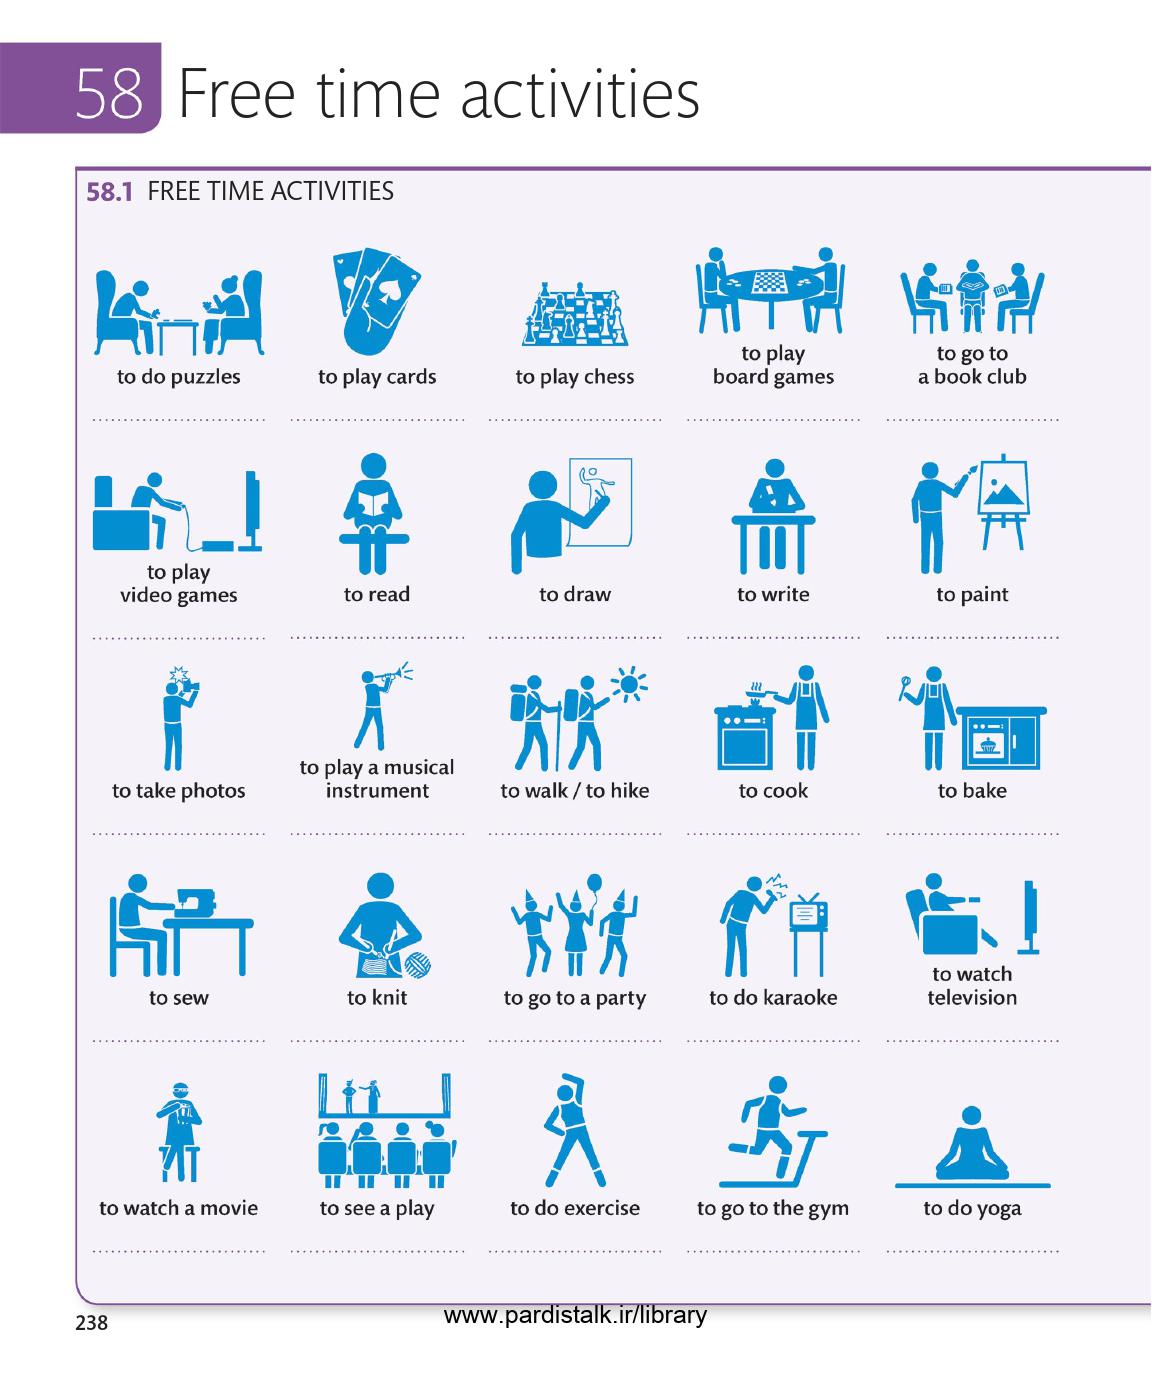 58 Free time activities
58.1 FREE TIME ACTIVITIES
to do puzzles
to play cards
to play chess
to play
board games
to go to
a book club
to play
video games
to read
to draw
to write
to paint
to take photos
to play a musical
instrument
to walk / to hike
to cook
to bake
to sew
to knit
to go to a party
to do karaoke
to watch
television
to watch a movie
to see a play
to do exercise
to go to the gym
to do yoga
238
www.pardistalk.ir/library